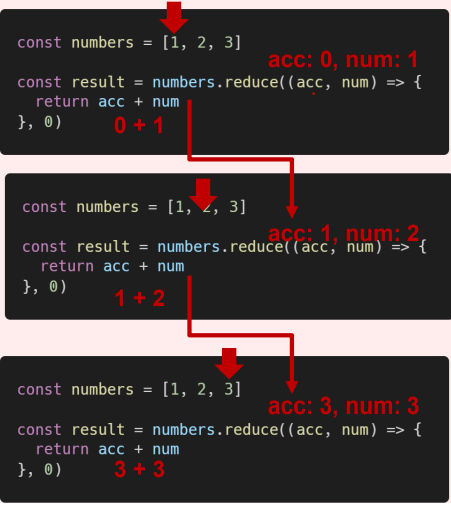 const numbers = [1, 2, 3]
acc: 0, num: 1
const result = numbers.reduce((acc, num) => {
return acc + num
}, 0)
0 + 1
const numbers = [1, 2, 3]
acc: 1, num: 2
const result = numbers.reduce((acc, num) => {
return acc + num
}, 0)
1 + 2
const numbers = [1, 2, 3]
acc: 3, num: 3
const result = numbers.reduce((acc, num) => {
return acc + num
}, 0)
3 + 3